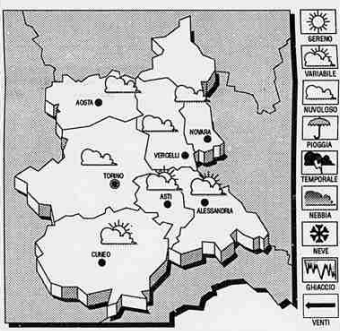 AOSTA
NOVARA
VERCELLI
TORINO
ASTI
ALESSANDRIA
CUNEO
SERENO
VARIABILE
NUVOLOSO
PIOGGIA
TEMPORALE
NEBBIA
NEVE
GHIACCIO
VENTI